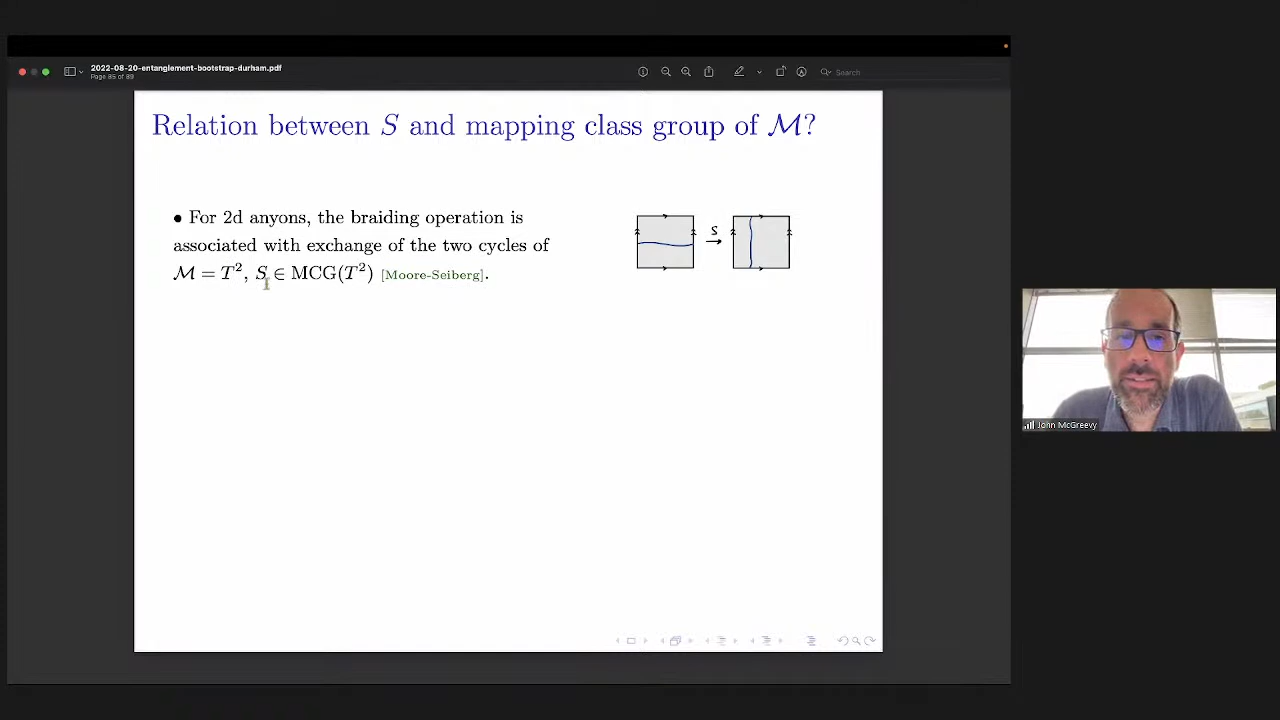 2022-08-20-entanglement-bootstrap-durham.pdf
Page 85 of 89
Search
Relation between S and mapping class group of ℳ?
• For 2d anyons, the braiding operation is
associated with exchange of the two cycles of
ℳ = T², S ∈ MCG(T²) [Moore-Seiberg].
S
John McGreevy